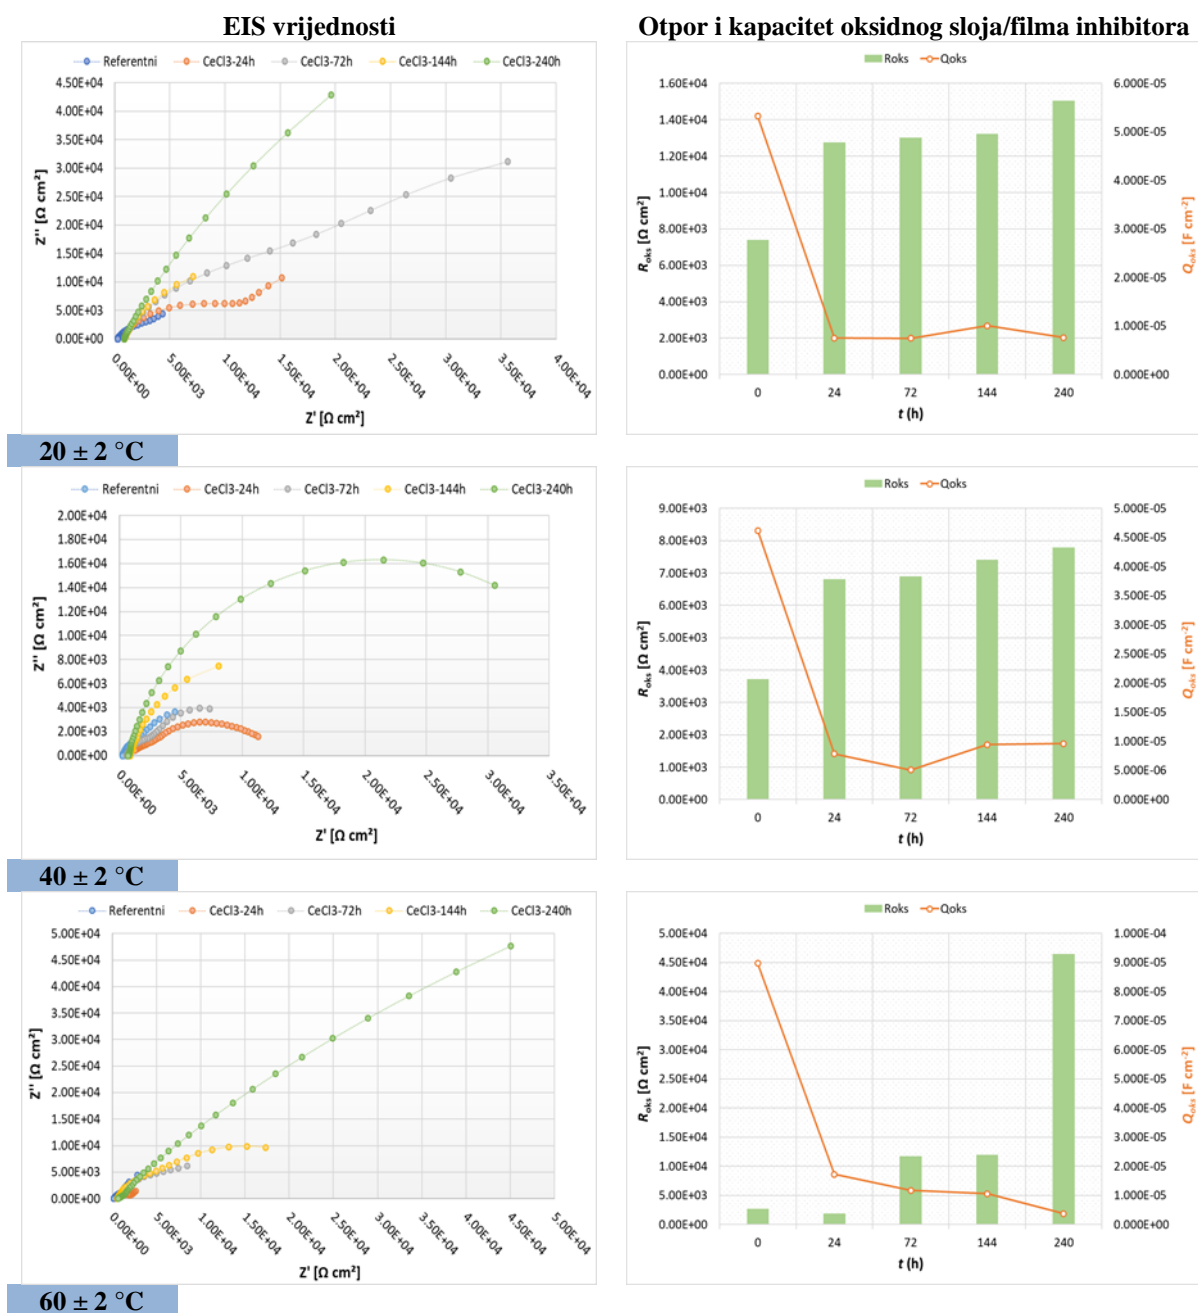 EIS vrijednosti
Otpor i kapacitet oksidnog sloja/filma inhibitora
Referentni CeCl3-24h CeCl3-72h CeCl3-144h CeCl3-240h
4.50E+04
4.00E+04
3.50E+04
3.00E+04
2.50E+04
2.00E+04
1.50E+04
1.00E+04
5.00E+03
0.00E+00
Z'' [Ω cm²]
0.00E+00 5.00E+03 1.00E+04 1.50E+04 2.00E+04 2.50E+04 3.00E+04 3.50E+04 4.00E+04
Z' [Ω cm²]
Roks Qoks
1.60E+04
1.40E+04
1.20E+04
1.00E+04
8.00E+03
6.00E+03
4.00E+03
2.00E+03
0.00E+00
Roks [Ω cm²]
6.000E-05
5.000E-05
4.000E-05
3.000E-05
2.000E-05
1.000E-05
0.000E+00
Qoks [F cm⁻²]
0 24 72 144 240
t (h)
20 ± 2 °C
Referentni CeCl3-24h CeCl3-72h CeCl3-144h CeCl3-240h
2.00E+04
1.80E+04
1.60E+04
1.40E+04
1.20E+04
1.00E+04
8.00E+03
6.00E+03
4.00E+03
2.00E+03
0.00E+00
Z'' [Ω cm²]
0.00E+00 5.00E+03 1.00E+04 1.50E+04 2.00E+04 2.50E+04 3.00E+04 3.50E+04
Z' [Ω cm²]
Roks Qoks
9.00E+03
8.00E+03
7.00E+03
6.00E+03
5.00E+03
4.00E+03
3.00E+03
2.00E+03
1.00E+03
0.00E+00
Roks [Ω cm²]
5.000E-05
4.500E-05
4.000E-05
3.500E-05
3.000E-05
2.500E-05
2.000E-05
1.500E-05
1.000E-05
5.000E-06
0.000E+00
Qoks [F cm⁻²]
0 24 72 144 240
t (h)
40 ± 2 °C
Referentni CeCl3-24h CeCl3-72h CeCl3-144h CeCl3-240h
5.00E+04
4.50E+04
4.00E+04
3.50E+04
3.00E+04
2.50E+04
2.00E+04
1.50E+04
1.00E+04
5.00E+03
0.00E+00
Z'' [Ω cm²]
0.00E+00 5.00E+03 1.00E+04 1.50E+04 2.00E+04 2.50E+04 3.00E+04 3.50E+04 4.00E+04 4.50E+04 5.00E+04
Z' [Ω cm²]
Roks Qoks
5.00E+04
4.50E+04
4.00E+04
3.50E+04
3.00E+04
2.50E+04
2.00E+04
1.50E+04
1.00E+04
5.00E+03
0.00E+00
Roks [Ω cm²]
1.000E-04
9.000E-05
8.000E-05
7.000E-05
6.000E-05
5.000E-05
4.000E-05
3.000E-05
2.000E-05
1.000E-05
0.000E+00
Qoks [F cm⁻²]
0 24 72 144 240
t (h)
60 ± 2 °C